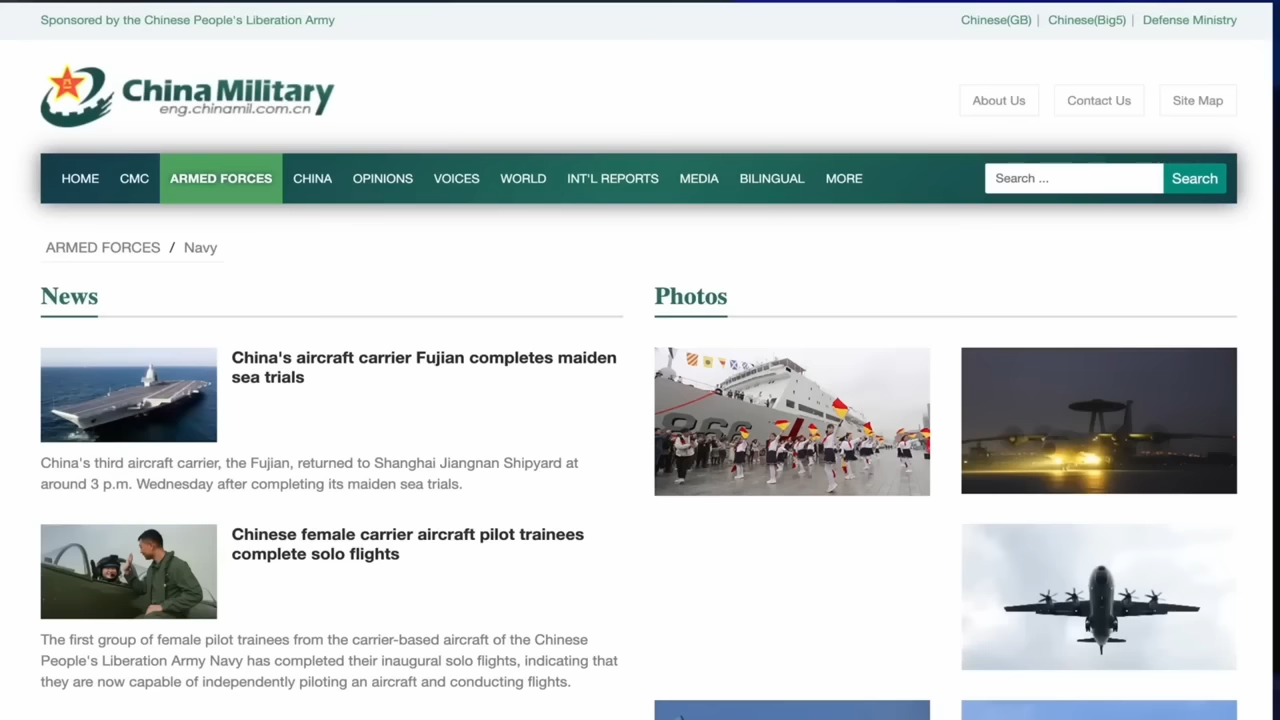 Sponsored by the Chinese People's Liberation Army
Chinese(GB) | Chinese(Big5) | Defense Ministry
China Military
eng.chinamil.com.cn
About Us
Contact Us
Site Map
HOME
CMC
ARMED FORCES
CHINA
OPINIONS
VOICES
WORLD
INT'L REPORTS
MEDIA
BILINGUAL
MORE
Search ...
Search
ARMED FORCES / Navy
News
China's aircraft carrier Fujian completes maiden
sea trials
China's third aircraft carrier, the Fujian, returned to Shanghai Jiangnan Shipyard at
around 3 p.m. Wednesday after completing its maiden sea trials.
Chinese female carrier aircraft pilot trainees
complete solo flights
The first group of female pilot trainees from the carrier-based aircraft of the Chinese
People's Liberation Army Navy has completed their inaugural solo flights, indicating that
they are now capable of independently piloting an aircraft and conducting flights.
Photos
866